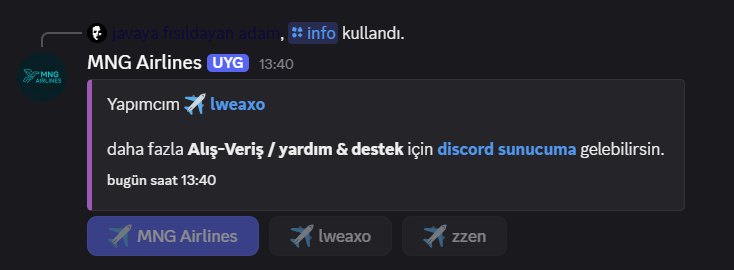 javaya fısıldayan adam, info kullandı.
MNG AIRLINES
MNG Airlines UYG 13:40
Yapımcım ✈️ lweaxo
daha fazla Alış-Veriş / yardım & destek için discord sunucuma gelebilirsin.
bugün saat 13:40
MNG Airlines lweaxo zzen